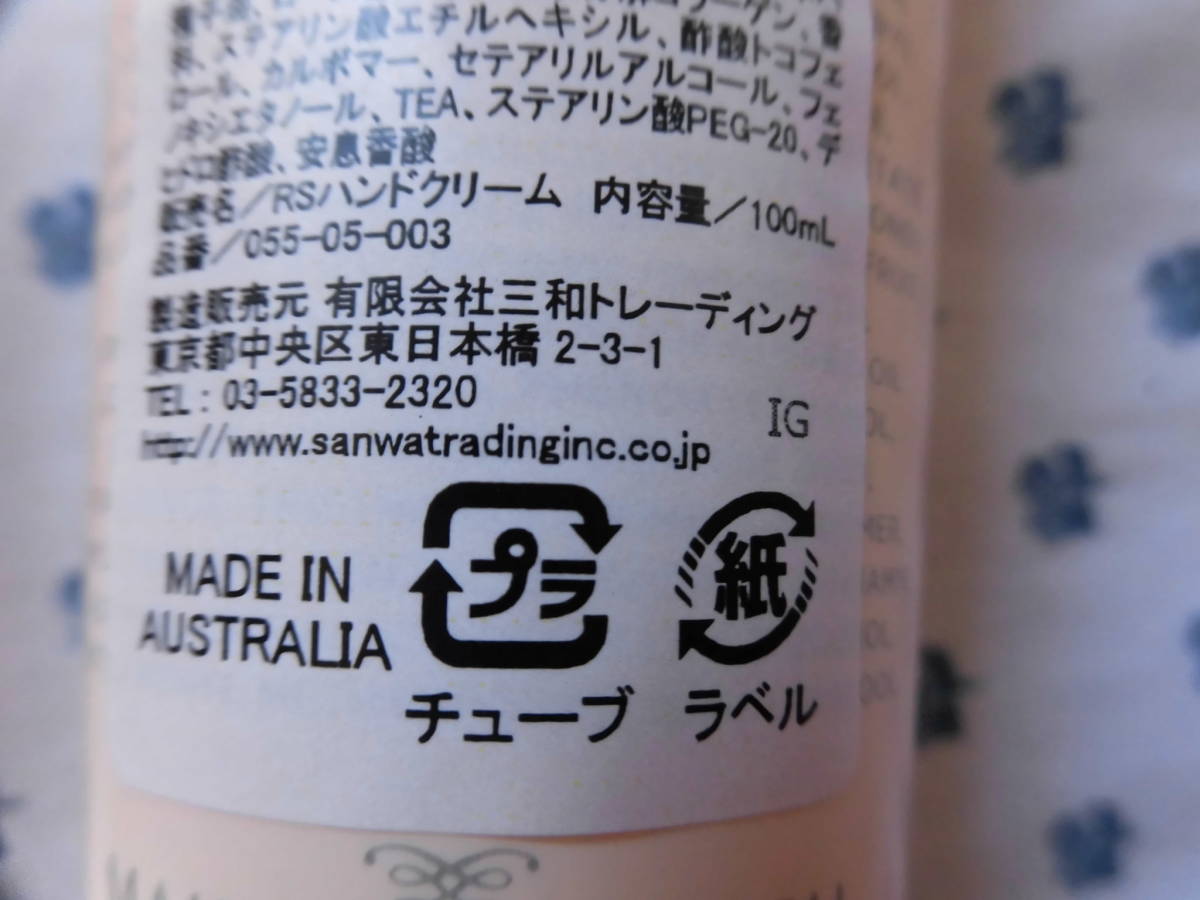 ステアリン酸エチルヘキシル、酢酸トコフェ
ロール、カルボマー、セテアリルアルコール、フェ
ノキシエタノール、TEA、ステアリン酸PEG-20、デ
ヒドロ酢酸、安息香酸
販売名／RSハンドクリーム 内容量／100mL
品番／055-05-003
製造販売元 有限会社三和トレーディング
東京都中央区東日本橋 2-3-1
TEL : 03-5833-2320
http://www.sanwatradinginc.co.jp
IG
MADE IN
AUSTRALIA
プラ
チューブ
紙
ラベル